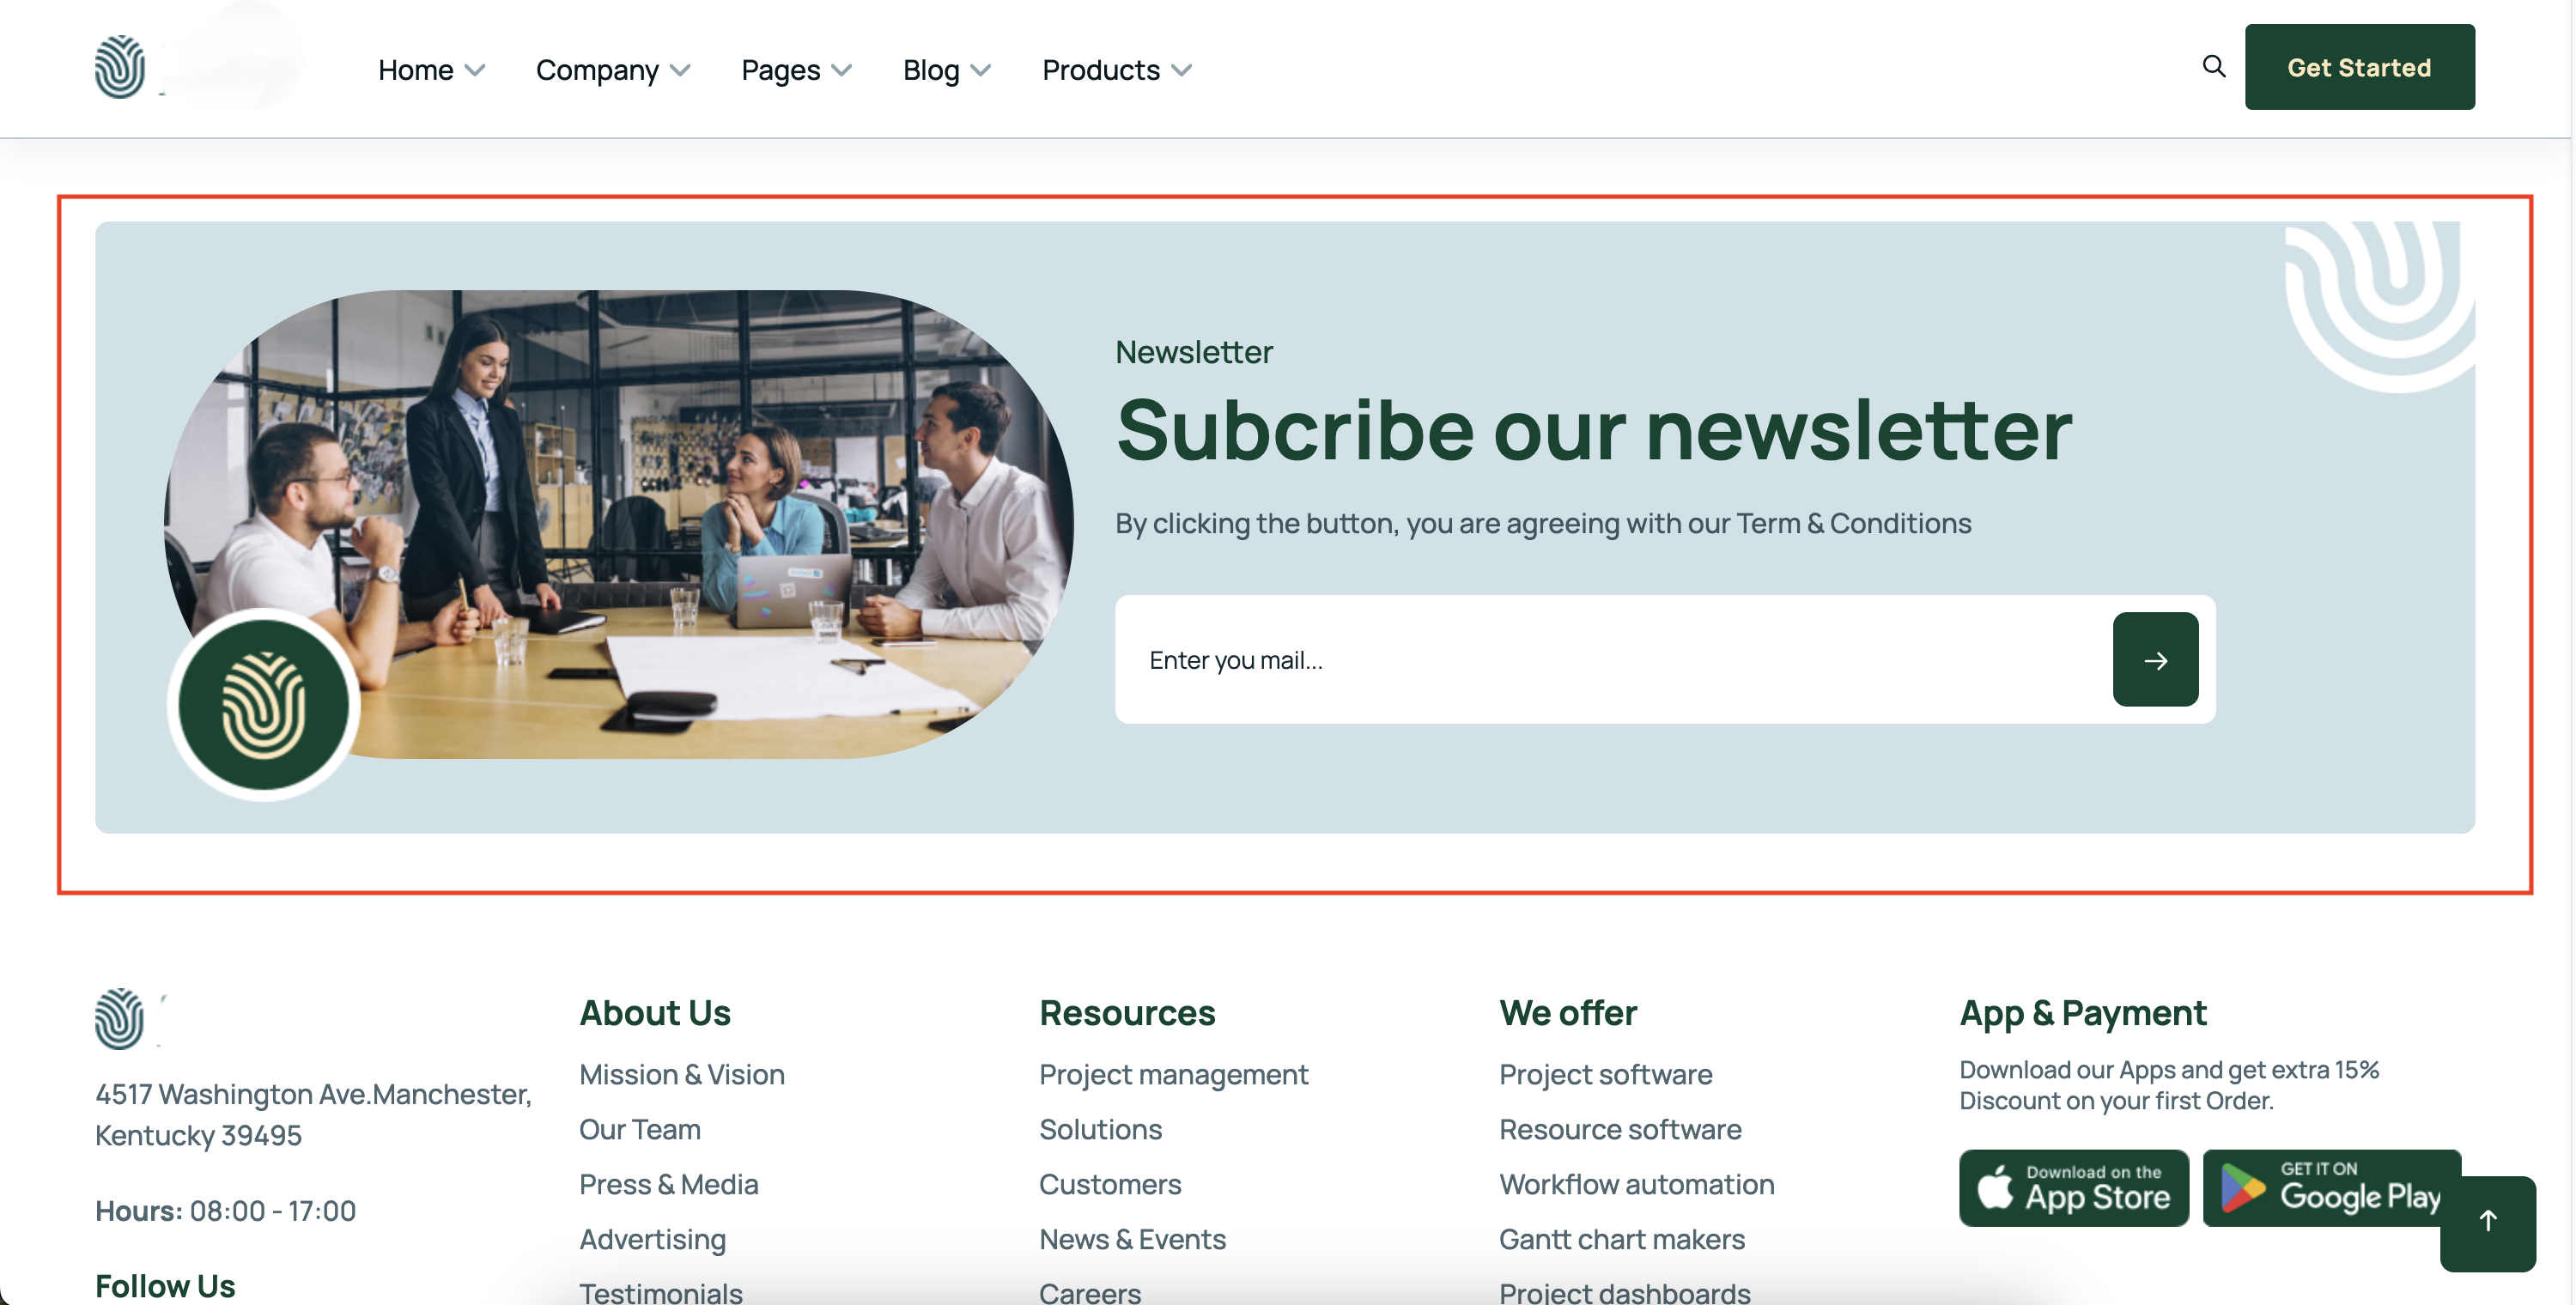 Home
Company
Pages
Blog
Products
Get Started
Newsletter
Subcribe our newsletter
By clicking the button, you are agreeing with our Term & Conditions
Enter you mail...
4517 Washington Ave.Manchester,
Kentucky 39495
Hours: 08:00 - 17:00
Follow Us
About Us
Mission & Vision
Our Team
Press & Media
Advertising
Testimonials
Resources
Project management
Solutions
Customers
News & Events
Careers
We offer
Project software
Resource software
Workflow automation
Gantt chart makers
Project dashboards
App & Payment
Download our Apps and get extra 15%
Discount on your first Order.
Download on the
App Store
GET IT ON
Google Play